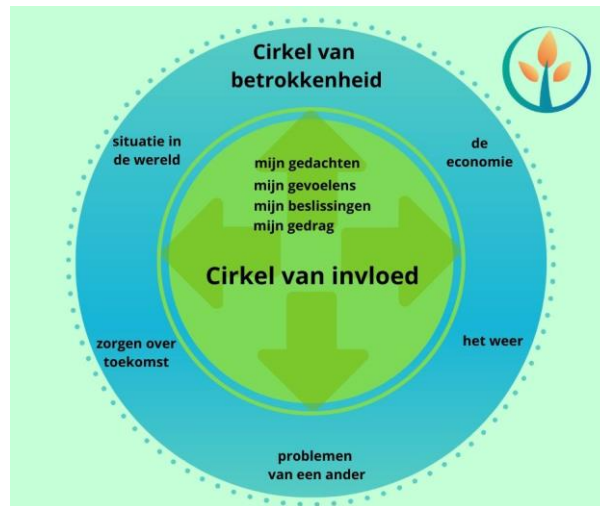 Cirkel van
betrokkenheid
situatie in
de wereld
de
economie
mijn gedachten
mijn gevoelens
mijn beslissingen
mijn gedrag
Cirkel van invloed
zorgen over
toekomst
het weer
problemen
van een ander